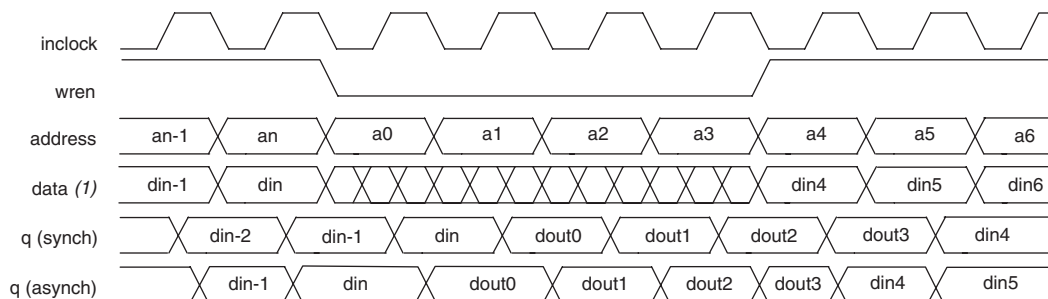 inclock
wren
address an-1 an a0 a1 a2 a3 a4 a5 a6
data (1) din-1 din din4 din5 din6
q (synch) din-2 din-1 din dout0 dout1 dout2 dout3 din4
q (asynch) din-1 din dout0 dout1 dout2 dout3 din4 din5